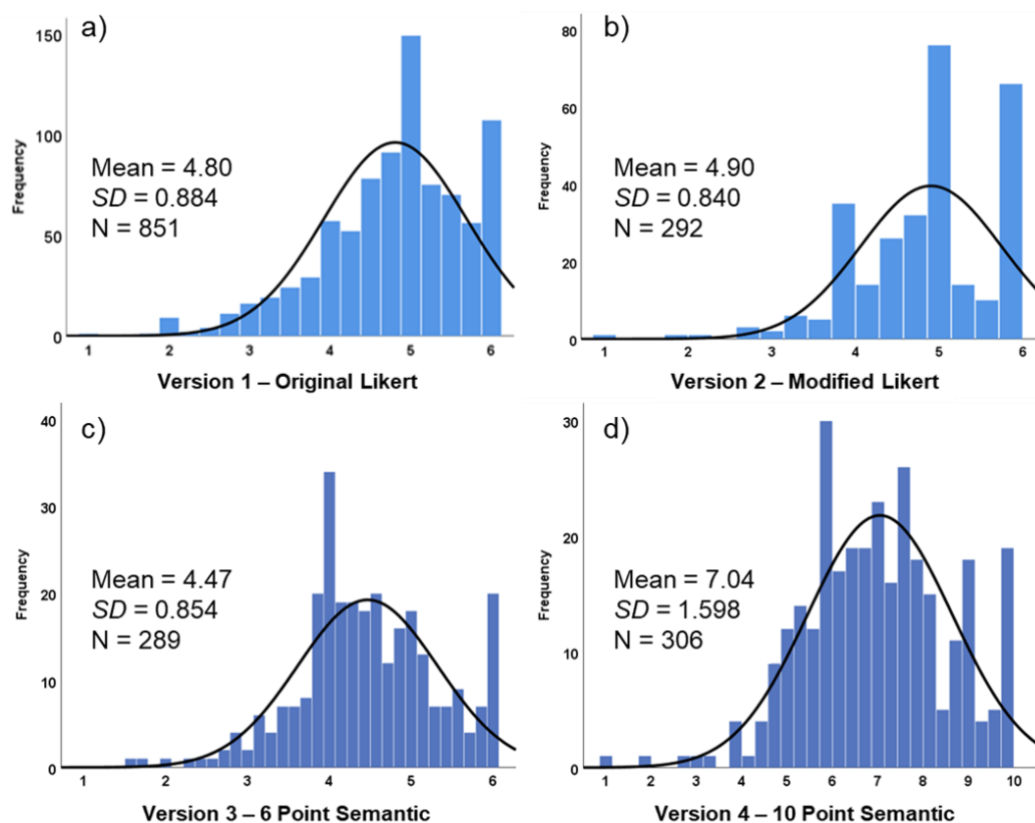 a)
150
100
50
0
Frequency
Mean = 4.80
SD = 0.884
N = 851
1 2 3 4 5 6
Version 1 – Original Likert
b)
80
60
40
20
0
Frequency
Mean = 4.90
SD = 0.840
N = 292
1 2 3 4 5 6
Version 2 – Modified Likert
c)
40
30
20
10
0
Frequency
Mean = 4.47
SD = 0.854
N = 289
1 2 3 4 5 6
Version 3 – 6 Point Semantic
d)
30
20
10
0
Frequency
Mean = 7.04
SD = 1.598
N = 306
1 2 3 4 5 6 7 8 9 10
Version 4 – 10 Point Semantic